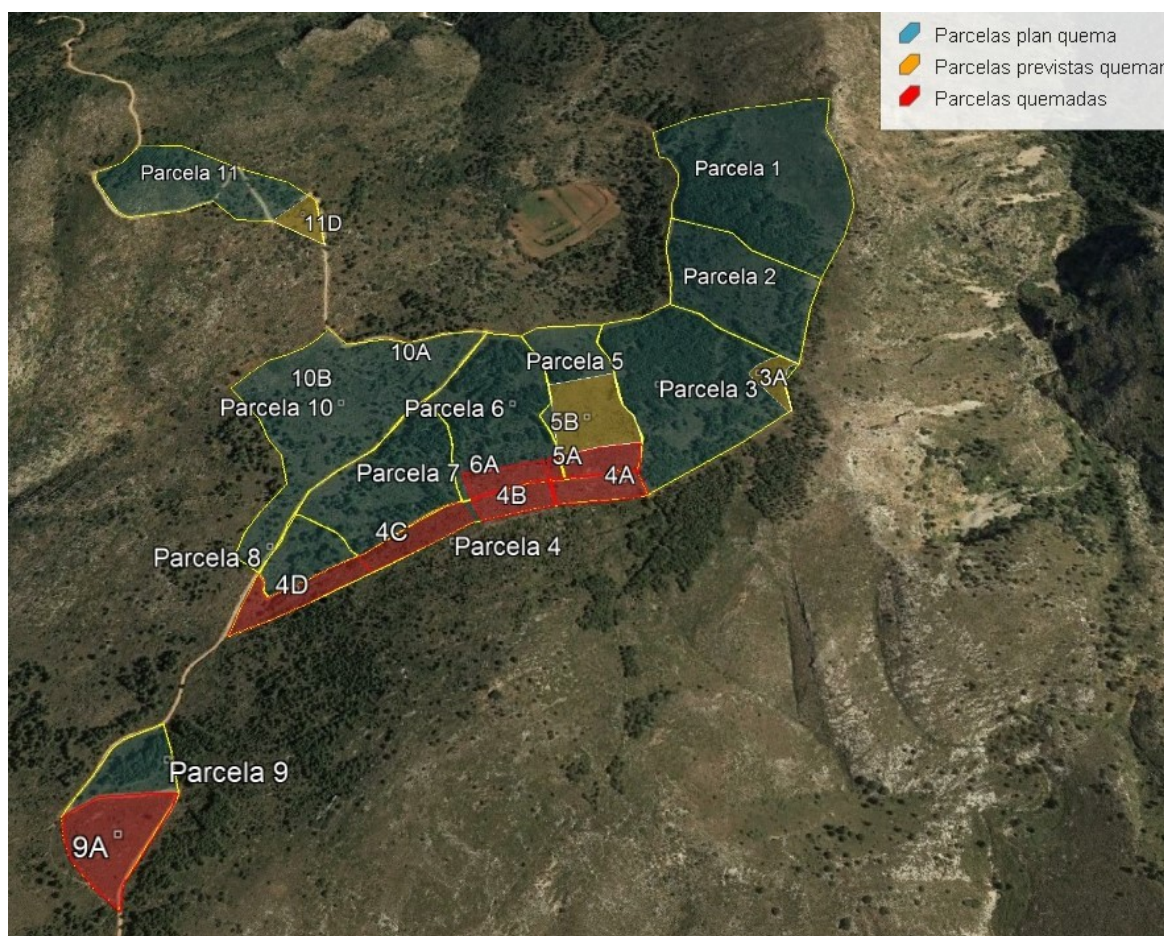 Parcelas plan quema
Parcelas previstas quemar
Parcelas quemadas
Parcela 1
Parcela 11
11D
Parcela 2
10A
Parcela 5
10B
3A
Parcela 3
Parcela 10
Parcela 6
5B
5A
6A
Parcela 7
4A
4B
4C
Parcela 4
Parcela 8
4D
Parcela 9
9A